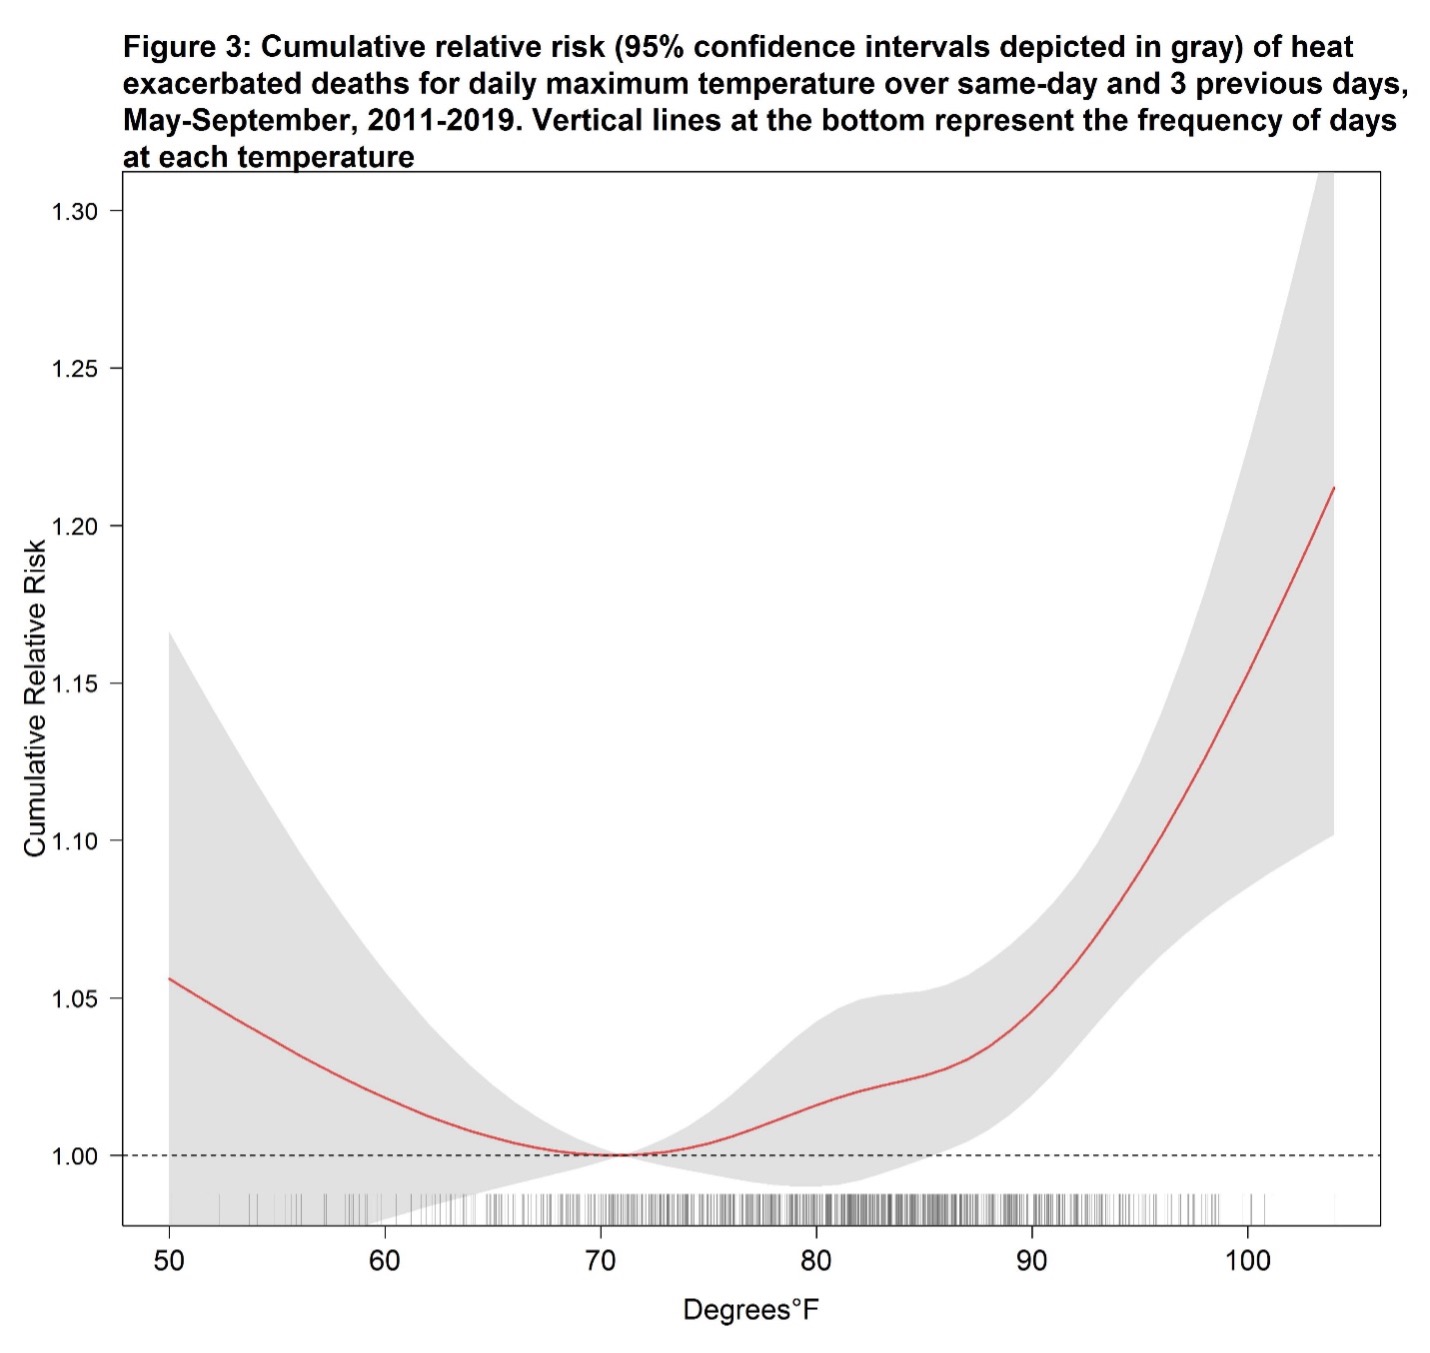 Figure 3: Cumulative relative risk (95% confidence intervals depicted in gray) of heat
exacerbated deaths for daily maximum temperature over same-day and 3 previous days,
May-September, 2011-2019. Vertical lines at the bottom represent the frequency of days
at each temperature
1.30
1.25
1.20
1.15
1.10
1.05
1.00
Cumulative Relative Risk
50 60 70 80 90 100
Degrees°F